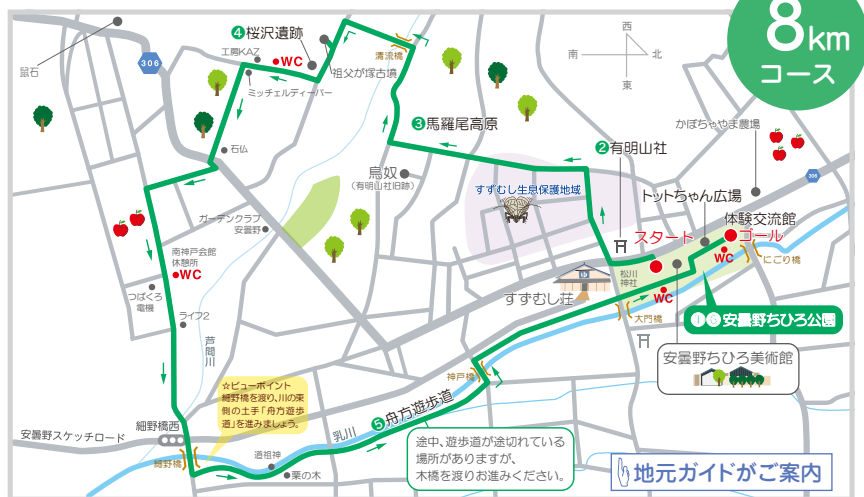 8km
コース
西
南
北
東
❹桜沢遺跡
工房KAZ
WC
ミッチェルディーバー
祖父が塚古墳
清流橋
306
鼠石
石仏
❸馬羅尾高原
❷有明山社
かぼちゃやま農場
306
烏奴
(有明山社旧跡)
すずむし生息保護地域
トットちゃん広場
体験交流館
スタート
ゴール
WC
にごり橋
松川
神社
WC
すずむし荘
大門橋
❶❻安曇野ちひろ公園
安曇野ちひろ美術館
ガーデンクラブ
安曇野
南神戸会館
休憩所
WC
つばくろ
電機
ライフ2
芦間川
☆ビューポイント
細野橋を渡り、川の東
側の土手「舟方遊歩
道」を進みましょう。
神戸橋
❺舟方遊歩道
乳川
細野橋西
安曇野スケッチロード
細野橋
道祖神
栗の木
途中、遊歩道が途切れている
場所がありますが、
木橋を渡りお進みください。
地元ガイドがご案内